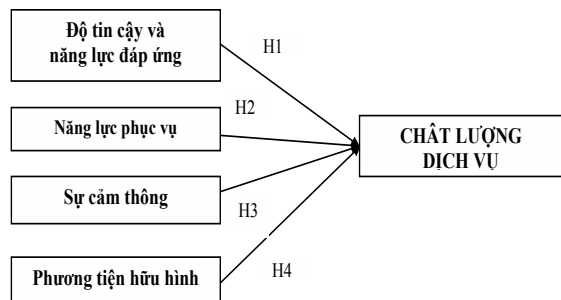 Độ tin cậy và
năng lực đáp ứng
H1
Năng lực phục vụ
H2
CHẤT LƯỢNG
DỊCH VỤ
Sự cảm thông
H3
Phương tiện hữu hình
H4